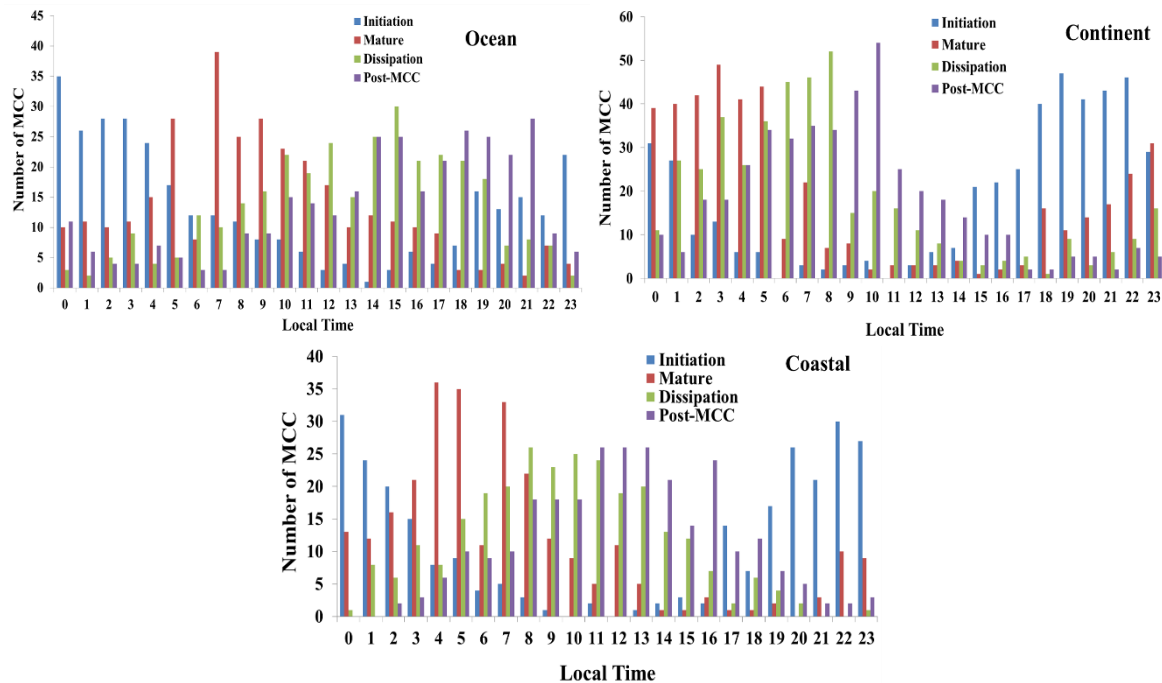 45
40
35
30
25
20
15
10
5
0
Number of MCC
Initiation
Mature
Dissipation
Post-MCC
Ocean
0 1 2 3 4 5 6 7 8 9 10 11 12 13 14 15 16 17 18 19 20 21 22 23
Local Time
60
50
40
30
20
10
0
Number of MCC
Initiation
Mature
Dissipation
Post-MCC
Continent
0 1 2 3 4 5 6 7 8 9 10 11 12 13 14 15 16 17 18 19 20 21 22 23
Local Time
40
35
30
25
20
15
10
5
0
Number of MCC
Initiation
Mature
Dissipation
Post-MCC
Coastal
0 1 2 3 4 5 6 7 8 9 10 11 12 13 14 15 16 17 18 19 20 21 22 23
Local Time